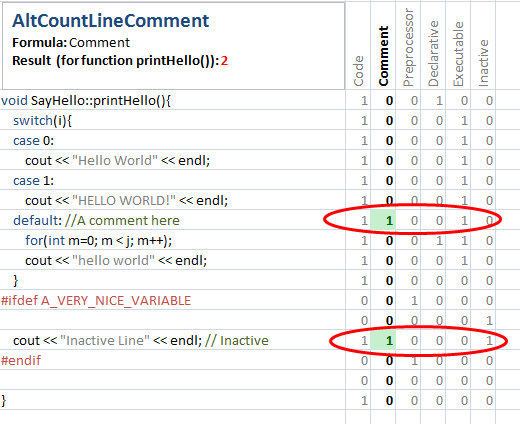 AltCountLineComment
Formula: Comment
Result (for function printHello()): 2
Code Comment Preprocessor Declarative Executable Inactive
void SayHello::printHello(){ 1 0 0 1 0 0
switch(i){ 1 0 0 0 1 0
case 0: 1 0 0 0 1 0
cout << "Hello World" << endl; 1 0 0 0 1 0
case 1: 1 0 0 0 1 0
cout << "HELLO WORLD!" << endl; 1 0 0 0 1 0
default: //A comment here 1 1 0 0 1 0
for(int m=0; m < j; m++); 1 0 0 1 1 0
cout << "hello world" << endl; 1 0 0 0 1 0
} 1 0 0 0 0 0
#ifdef A_VERY_NICE_VARIABLE 0 0 1 0 0 0
0 0 0 0 0 1
cout << "Inactive Line" << endl; // Inactive 1 1 0 0 0 1
#endif 0 0 1 0 0 0
0 0 0 0 0 0
} 1 0 0 0 0 0